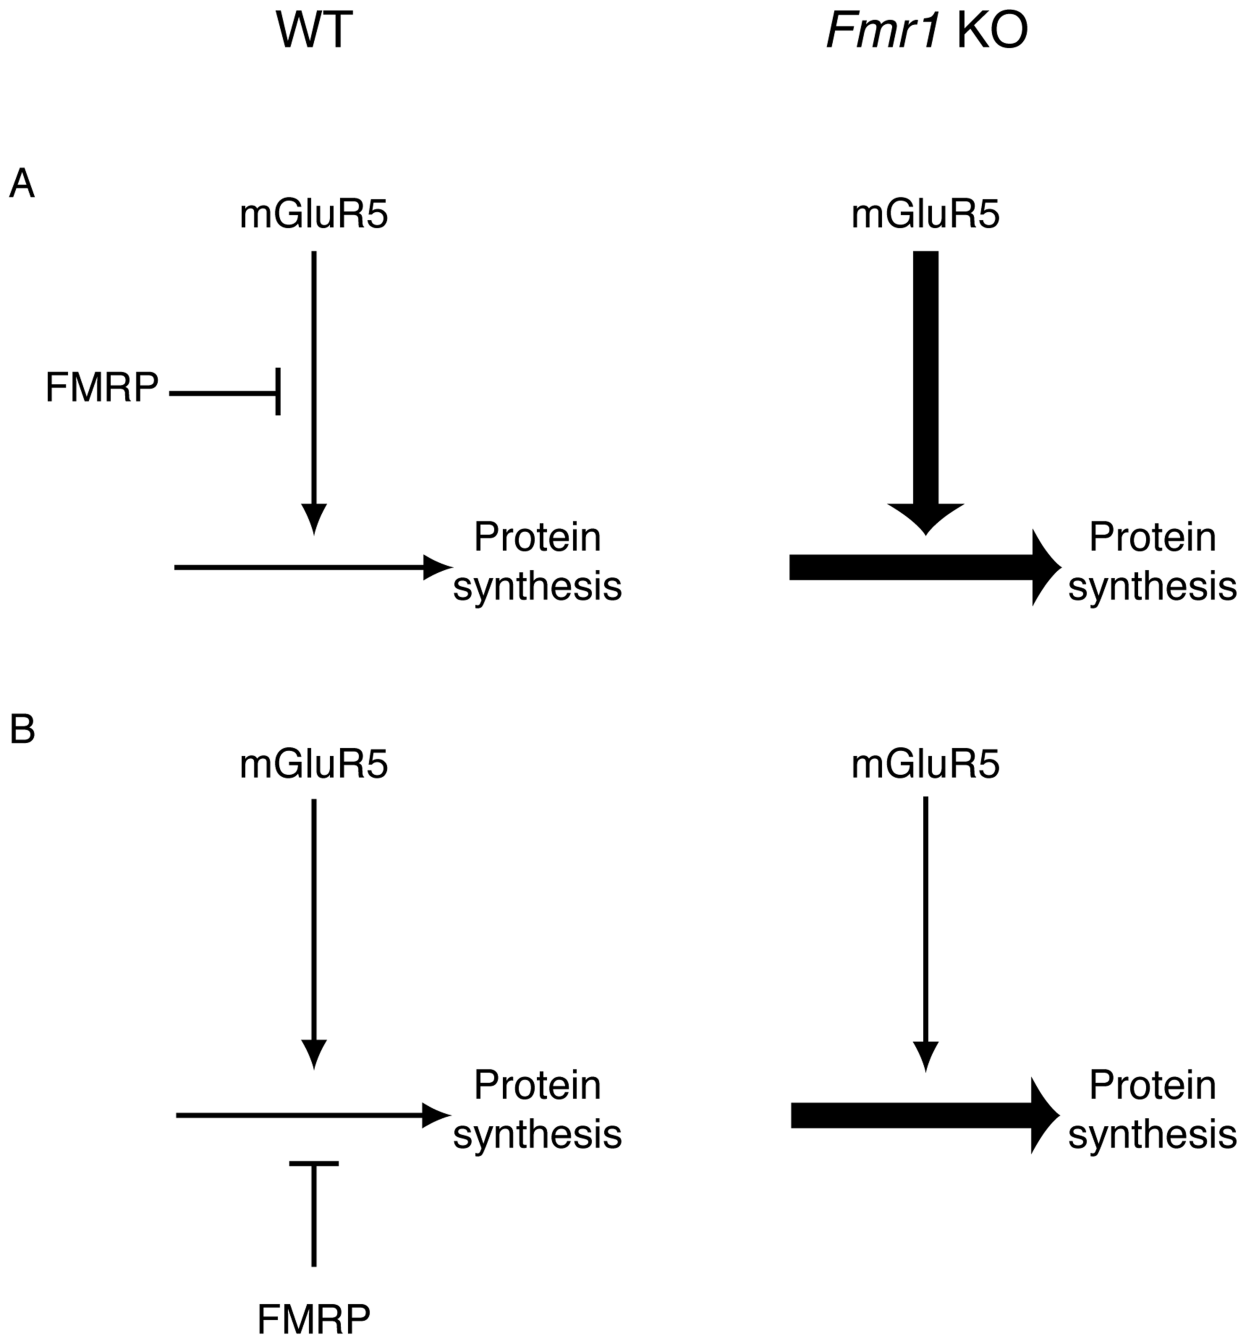 WT
Fmr1 KO
A
mGluR5
mGluR5
FMRP
Protein
synthesis
Protein
synthesis
B
mGluR5
mGluR5
Protein
synthesis
Protein
synthesis
FMRP